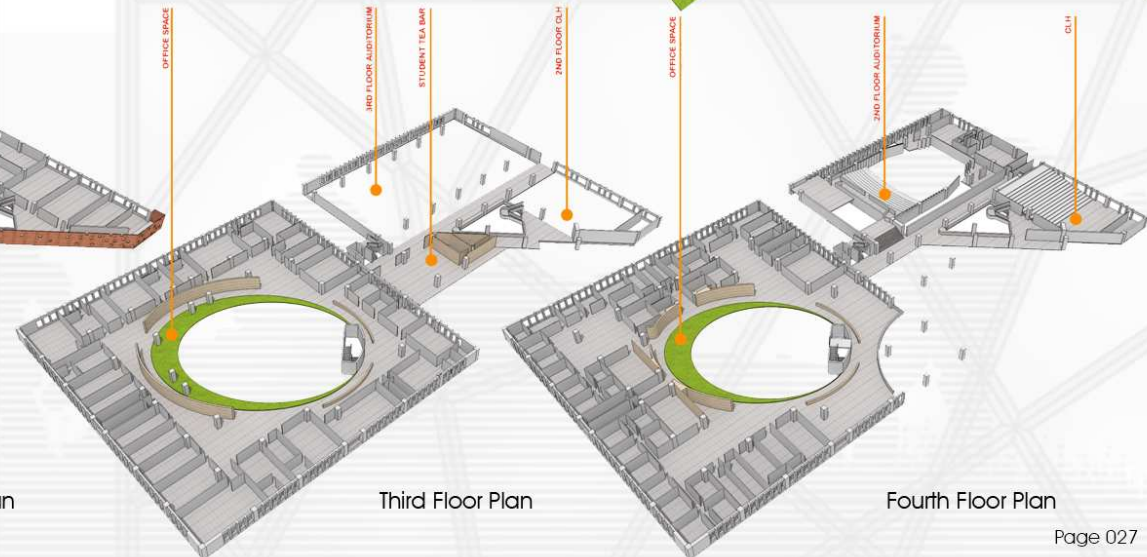 OFFICE SPACE
3RD FLOOR AUDITORIUM
STUDENT TEA BAR
2ND FLOOR CLH
OFFICE SPACE
2ND FLOOR AUDITORIUM
CLH
an
Third Floor Plan
Fourth Floor Plan
Page 027